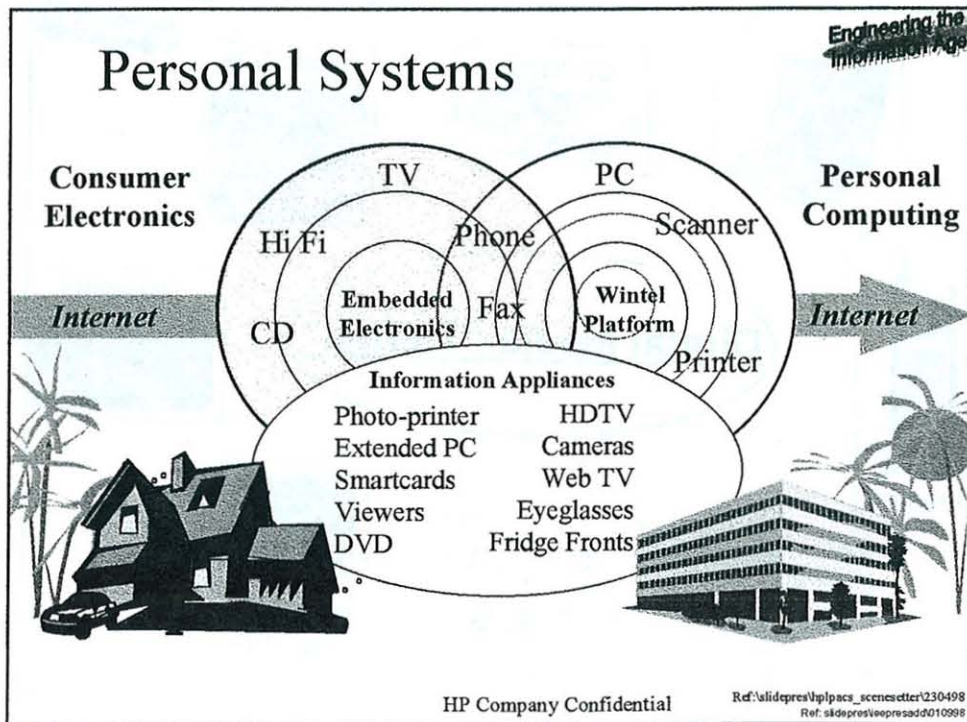 Engineering the
Information Age
Personal Systems
Consumer
Electronics
Personal
Computing
TV
PC
Hi Fi
Phone
Scanner
Internet
Embedded
Electronics
Fax
Wintel
Platform
Internet
CD
Printer
Information Appliances
Photo-printer
HDTV
Extended PC
Cameras
Smartcards
Web TV
Viewers
Eyeglasses
DVD
Fridge Fronts
HP Company Confidential
Ref:\slidepres\hplpacs_scenesetter\230498
Ref: slidepres\ieepresadd\010998